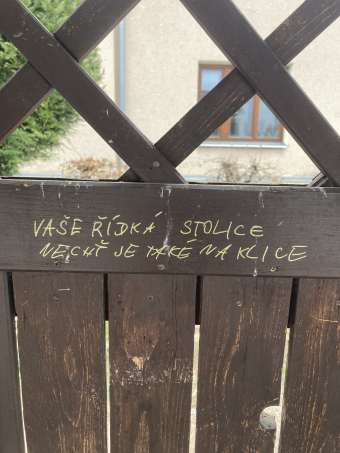 VAŠE ŘÍDKÁ STOLICE
NECHŤ JE TAKÉ NA KLICE